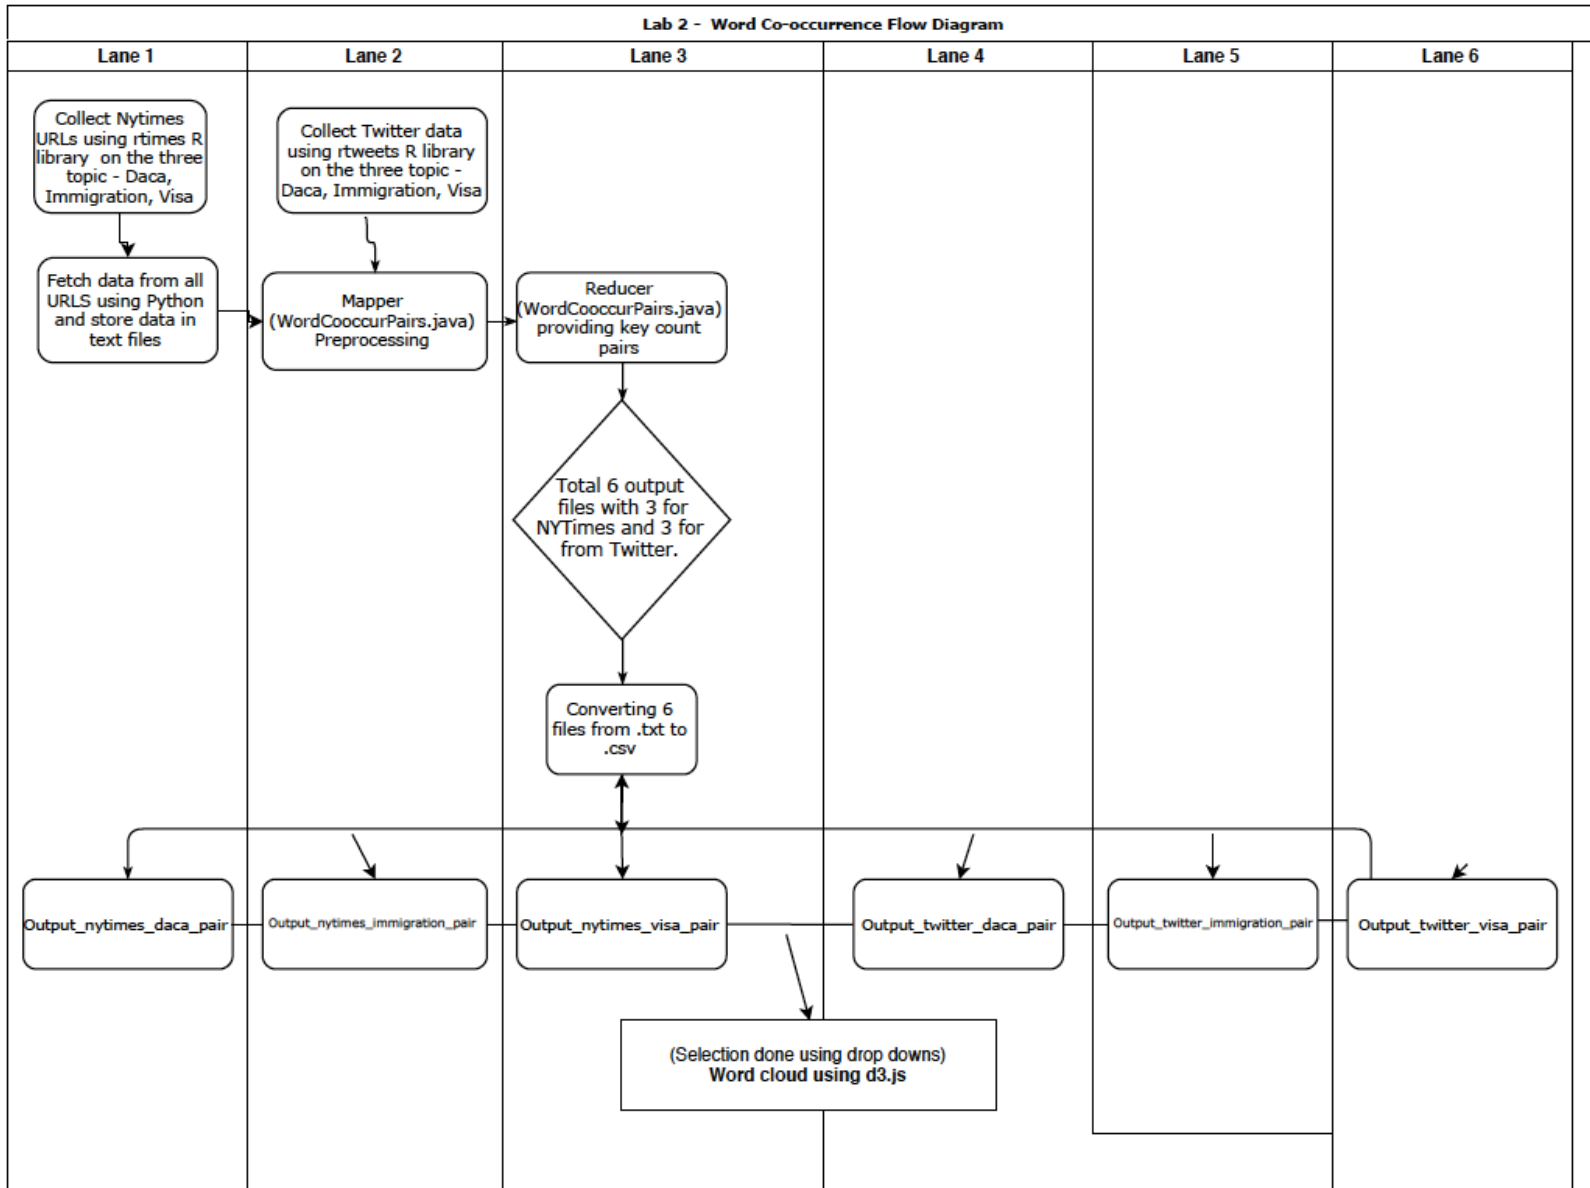 Lab 2 - Word Co-occurrence Flow Diagram
Lane 1
Lane 2
Lane 3
Lane 4
Lane 5
Lane 6
Collect Nytimes
URLs using rtimes R
library on the three
topic - Daca,
Immigration, Visa
Collect Twitter data
using rtweets R library
on the three topic -
Daca, Immigration, Visa
Fetch data from all
URLS using Python
and store data in
text files
Mapper
(WordCooccurPairs.java)
Preprocessing
Reducer
(WordCooccurPairs.java)
providing key count
pairs
Total 6 output
files with 3 for
NYTimes and 3 for
from Twitter.
Converting 6
files from .txt to
.csv
Output_nytimes_daca_pair
Output_nytimes_immigration_pair
Output_nytimes_visa_pair
Output_twitter_daca_pair
Output_twitter_immigration_pair
Output_twitter_visa_pair
(Selection done using drop downs)
Word cloud using d3.js